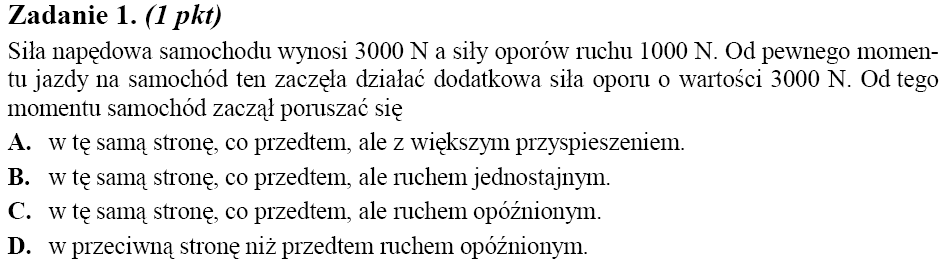 Zadanie 1. (1 pkt)
Siła napędowa samochodu wynosi 3000 N a siły oporów ruchu 1000 N. Od pewnego momen-
tu jazdy na samochód ten zaczęła działać dodatkowa siła oporu o wartości 3000 N. Od tego
momentu samochód zaczął poruszać się
A. w tę samą stronę, co przedtem, ale z większym przyspieszeniem.
B. w tę samą stronę, co przedtem, ale ruchem jednostajnym.
C. w tę samą stronę, co przedtem, ale ruchem opóźnionym.
D. w przeciwną stronę niż przedtem ruchem opóźnionym.